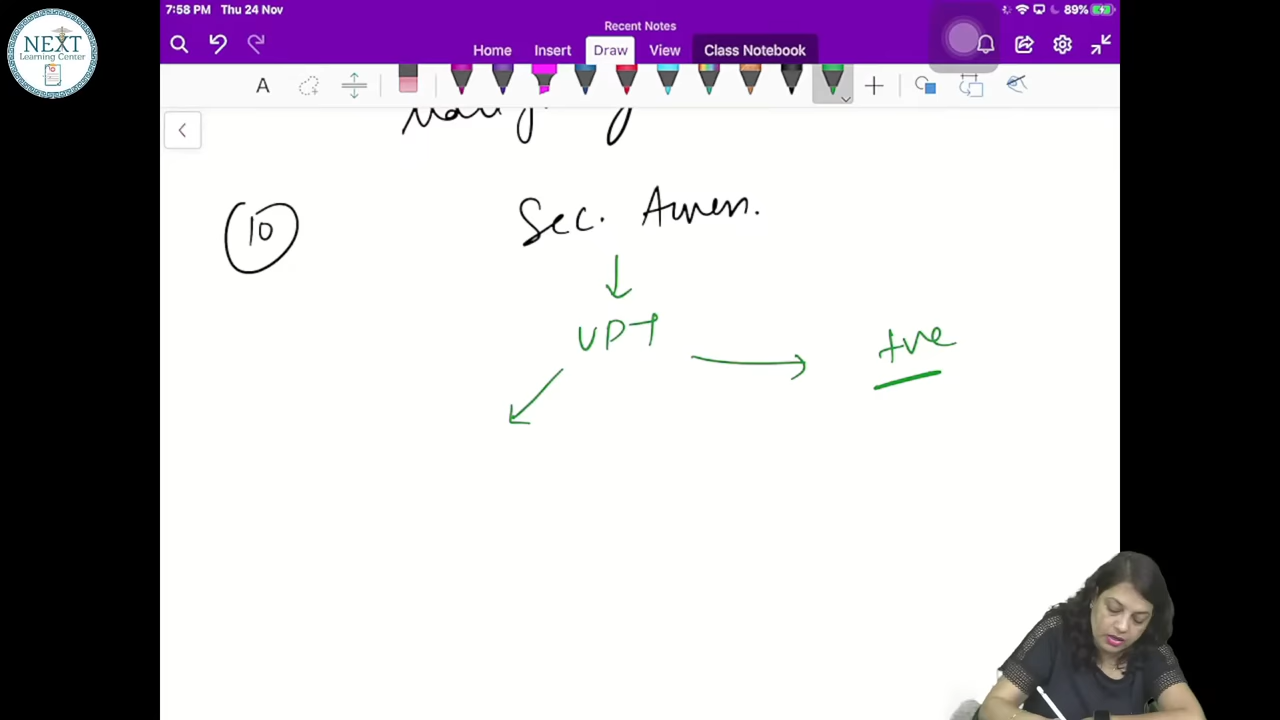 7:58 PM Thu 24 Nov
89%
NEXT
Learning Center
Recent Notes
Home Insert Draw View Class Notebook
A
10
Sec. Amen.
UPT
+ve